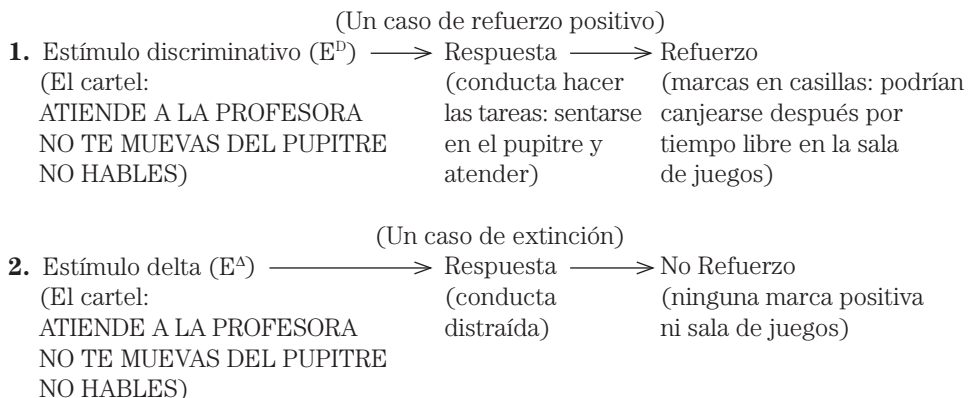 (Un caso de refuerzo positivo)
1. Estímulo discriminativo (Eᴰ) → Respuesta → Refuerzo
(El cartel: (conducta hacer (marcas en casillas: podrían
ATIENDE A LA PROFESORA las tareas: sentarse canjearse después por
NO TE MUEVAS DEL PUPITRE en el pupitre y tiempo libre en la sala
NO HABLES) atender) de juegos)
(Un caso de extinción)
2. Estímulo delta (E^Δ) → Respuesta → No Refuerzo
(El cartel: (conducta (ninguna marca positiva
ATIENDE A LA PROFESORA distraída) ni sala de juegos)
NO TE MUEVAS DEL PUPITRE
NO HABLES)